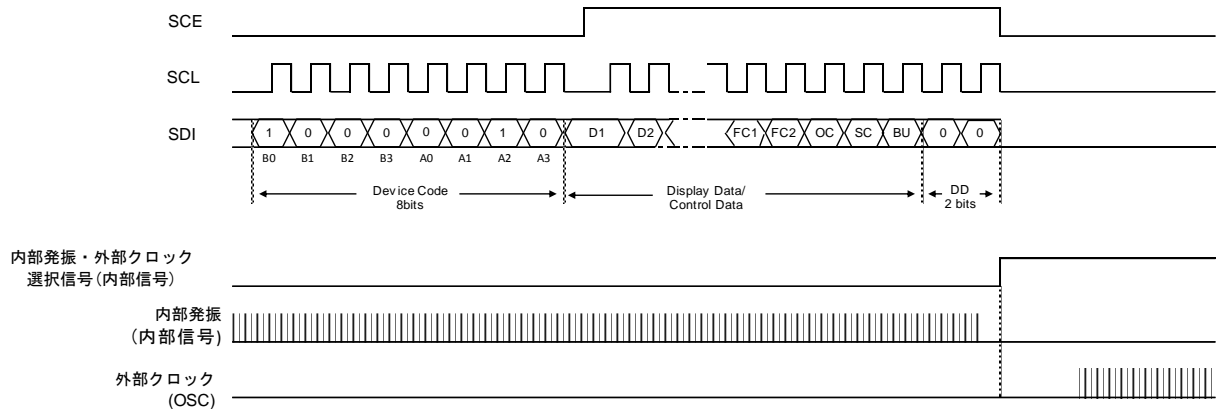 SCE
SCL
SDI
1 0 0 0 0 0 1 0 D1 D2 FC1 FC2 OC SC BU 0 0
B0 B1 B2 B3 A0 A1 A2 A3
Device Code
8bits
Display Data/
Control Data
DD
2 bits
内部発振・外部クロック
選択信号(内部信号)
内部発振
(内部信号)
外部クロック
(OSC)